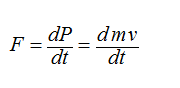 F = dP/dt = d mv/dt